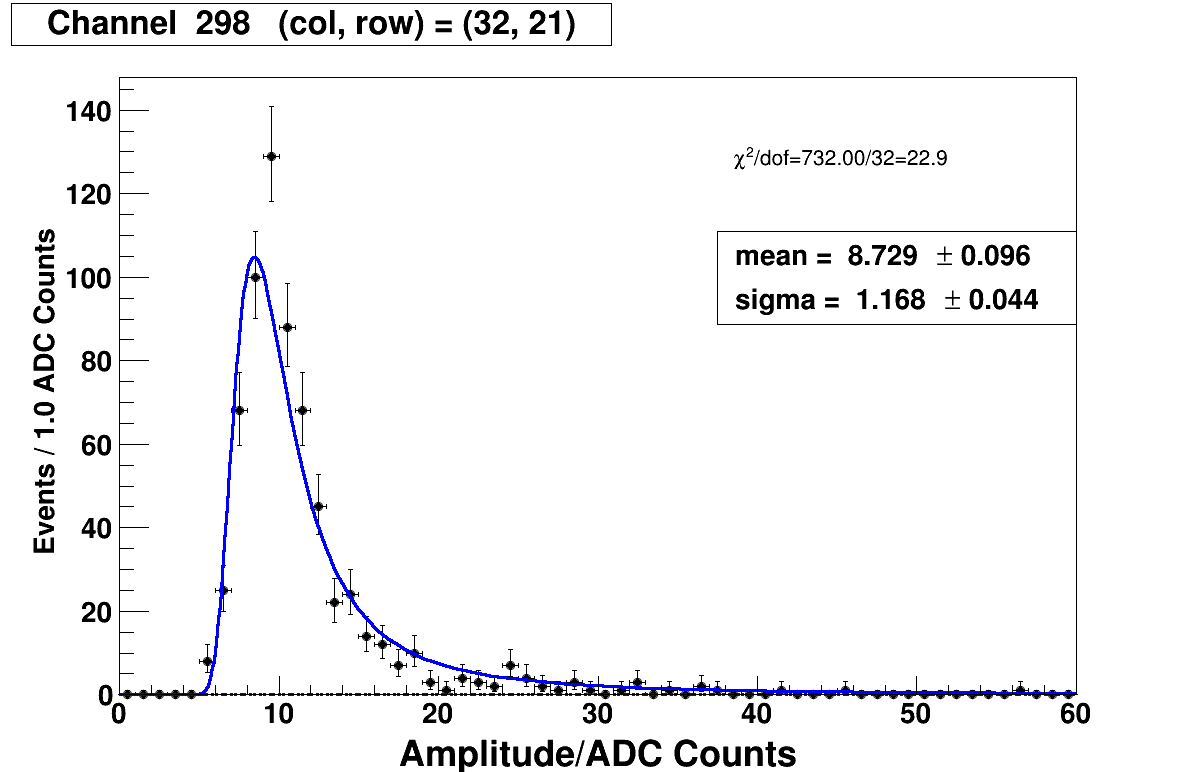 Channel 298 (col, row) = (32, 21)
140
120
100
80
60
40
20
0
Events / 1.0 ADC Counts
χ²/dof=732.00/32=22.9
mean = 8.729 ± 0.096
sigma = 1.168 ± 0.044
0 10 20 30 40 50 60
Amplitude/ADC Counts